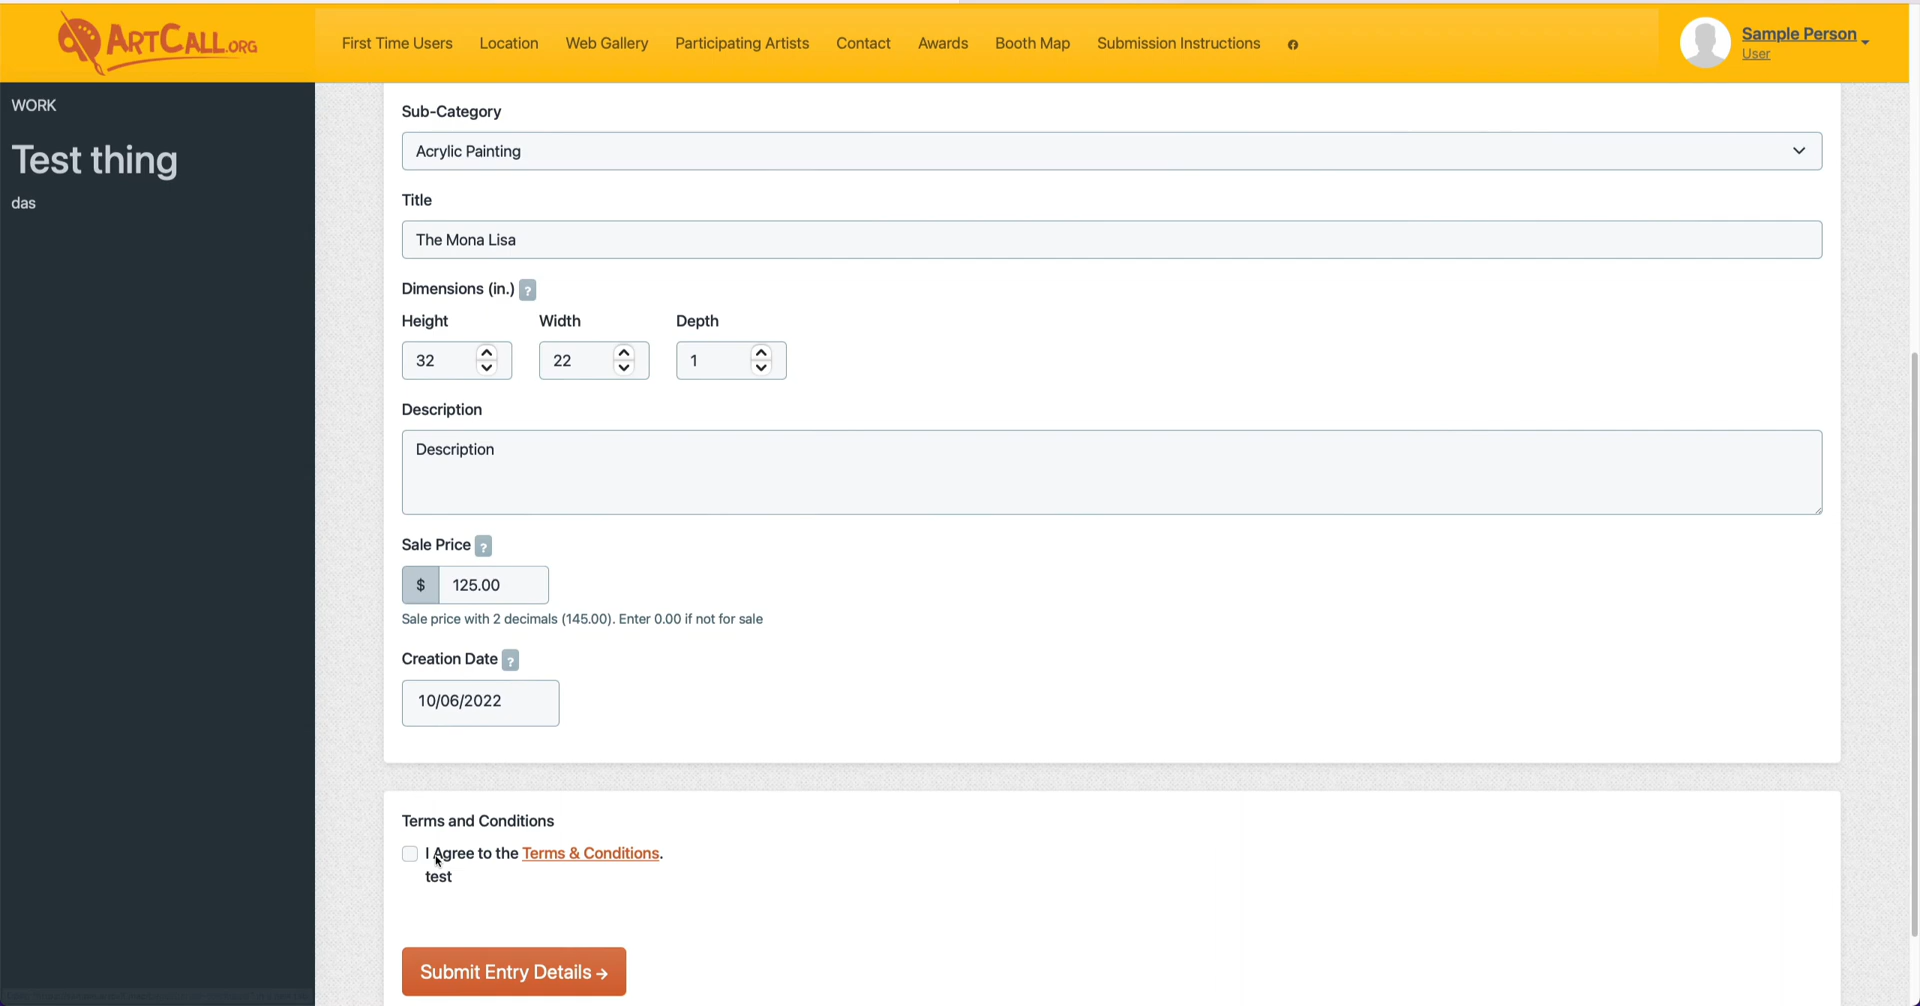 ARTCALL.ORG
First Time Users Location Web Gallery Participating Artists Contact Awards Booth Map Submission Instructions
Sample Person
User
WORK
Test thing
das
Sub-Category
Acrylic Painting
Title
The Mona Lisa
Dimensions (in.) ?
Height Width Depth
32 22 1
Description
Description
Sale Price ?
$ 125.00
Sale price with 2 decimals (145.00). Enter 0.00 if not for sale
Creation Date ?
10/06/2022
Terms and Conditions
I Agree to the Terms & Conditions.
test
Submit Entry Details →